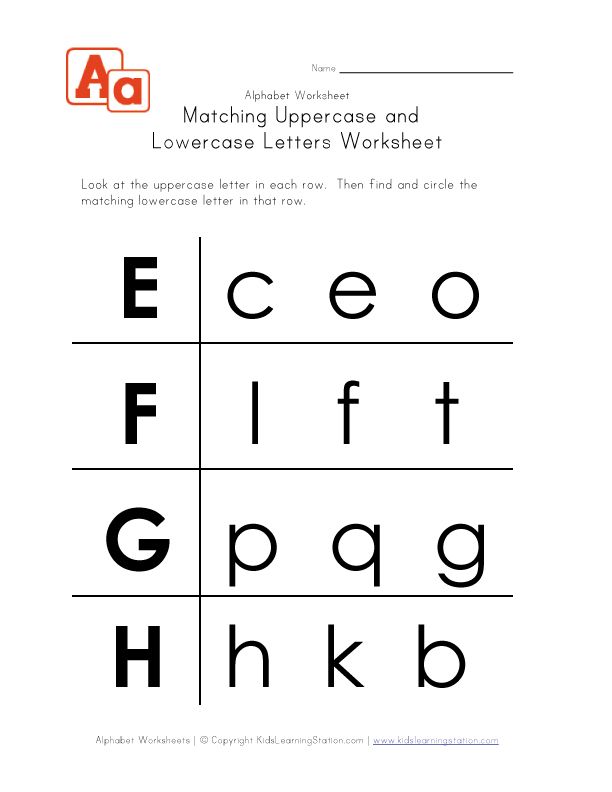 Aa
Name
Alphabet Worksheet
Matching Uppercase and
Lowercase Letters Worksheet
Look at the uppercase letter in each row.  Then find and circle the
matching lowercase letter in that row.
E c e o
F l f t
G p q g
H h k b
Alphabet Worksheets | © Copyright KidsLearningStation.com | www.kidslearningstation.com